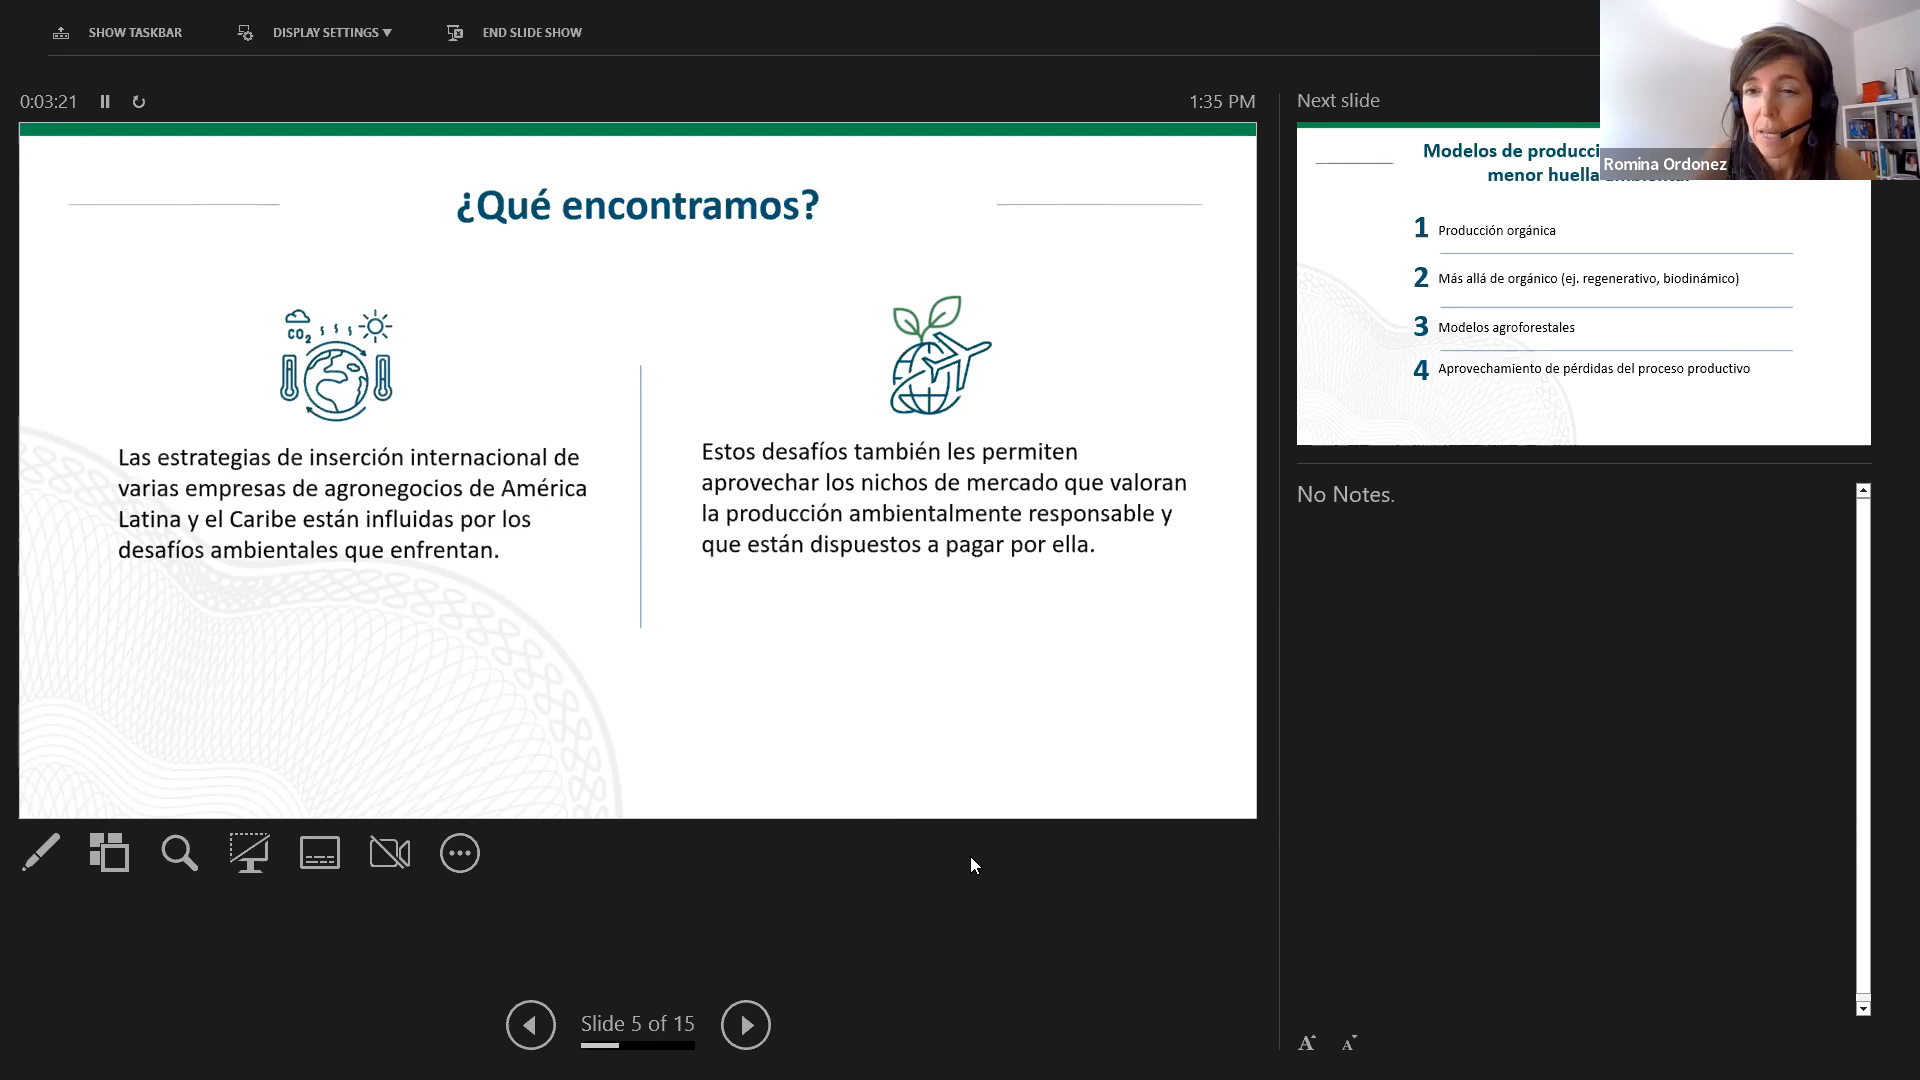 SHOW TASKBAR
DISPLAY SETTINGS ▼
END SLIDE SHOW
0:03:21
1:35 PM
¿Qué encontramos?
CO2
Las estrategias de inserción internacional de
varias empresas de agronegocios de América
Latina y el Caribe están influidas por los
desafíos ambientales que enfrentan.
Estos desafíos también les permiten
aprovechar los nichos de mercado que valoran
la producción ambientalmente responsable y
que están dispuestos a pagar por ella.
Slide 5 of 15
Next slide
Romina Ordonez
Modelos de
menor huella
1 Producción orgánica
2 Más allá de orgánico (ej. regenerativo, biodinámico)
3 Modelos agroforestales
4 Aprovechamiento de pérdidas del proceso productivo
No Notes.
A A